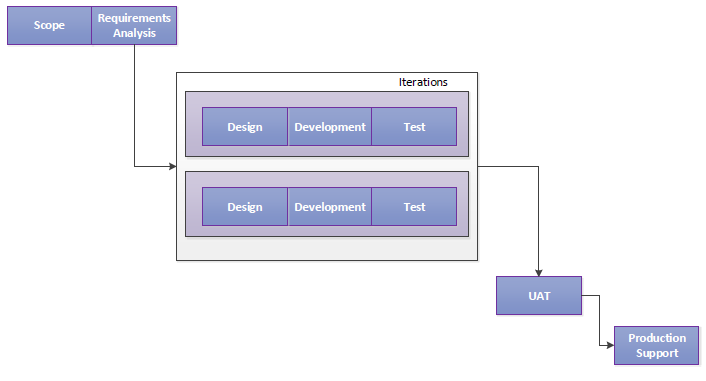 Scope
Requirements
Analysis
Iterations
Design
Development
Test
Design
Development
Test
UAT
Production
Support